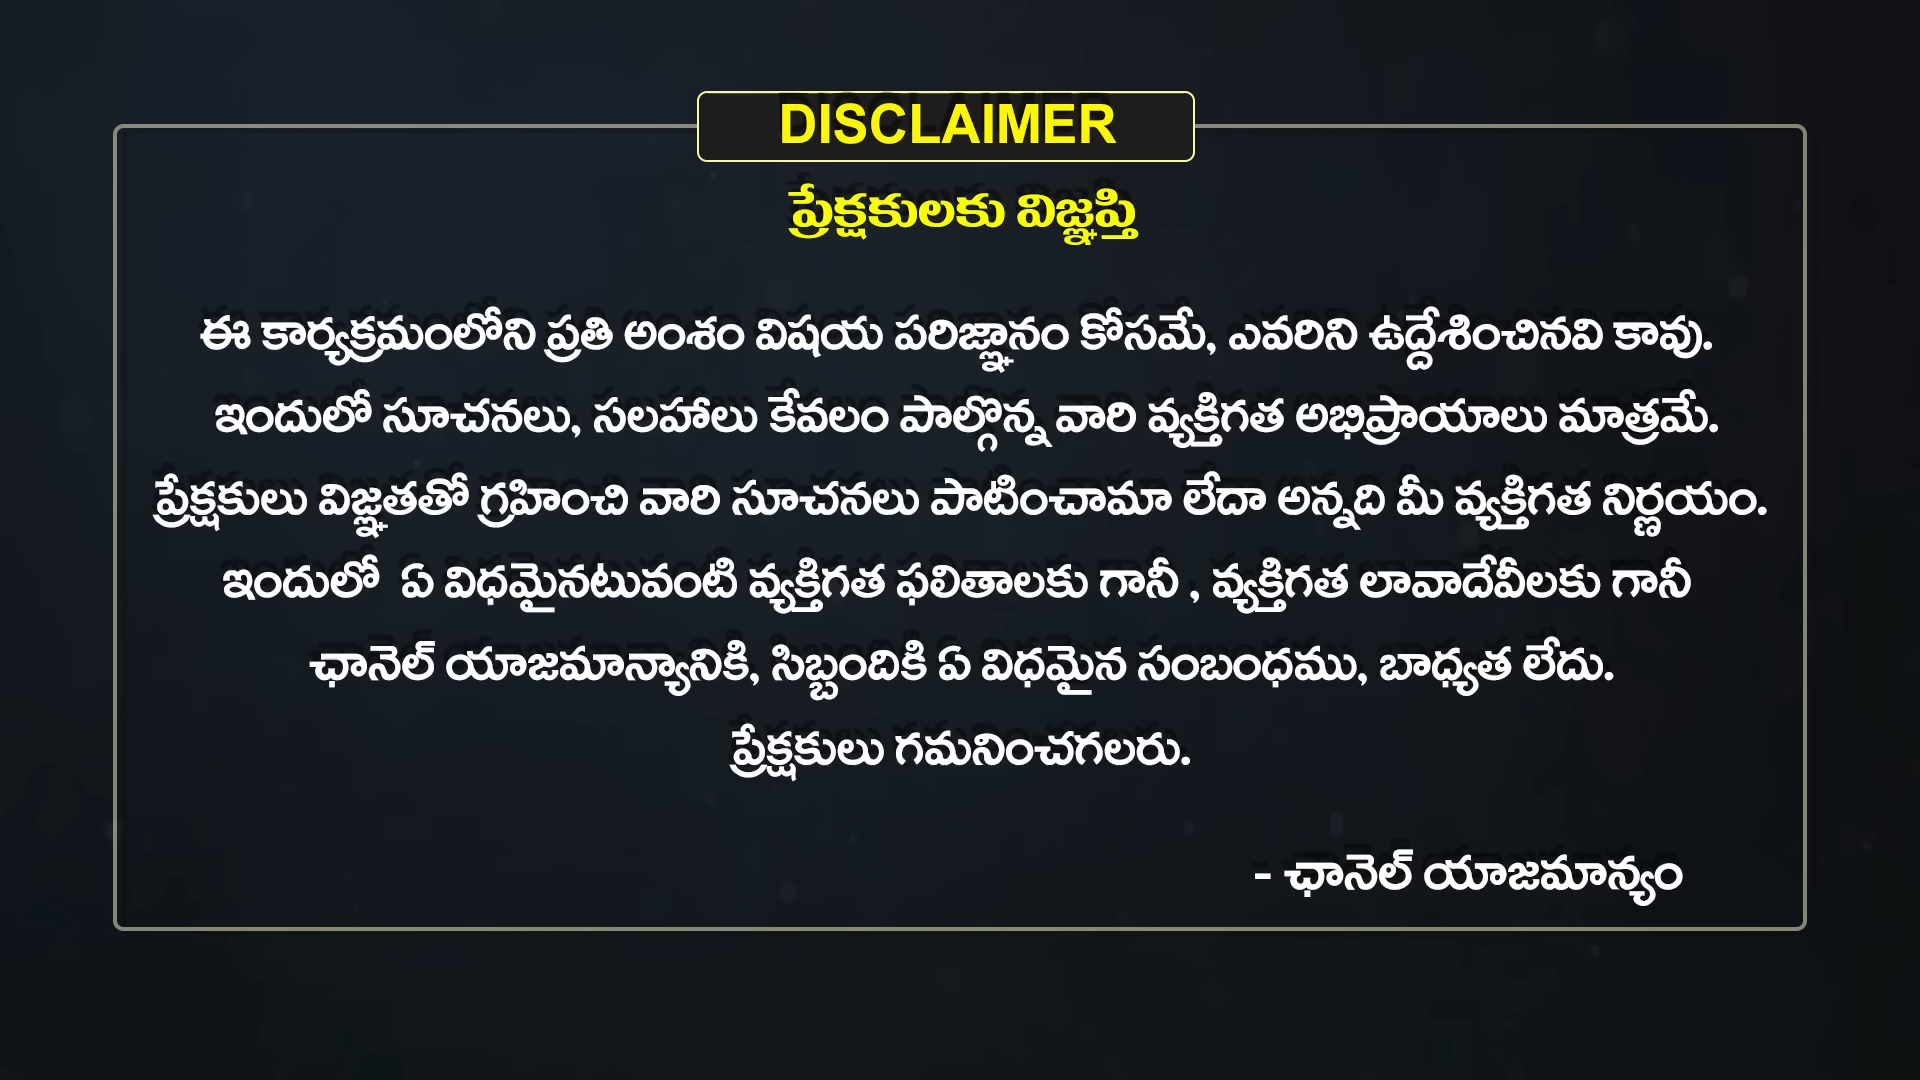 DISCLAIMER
ప్రేక్షకులకు విజ్ఞప్తి
ఈ కార్యక్రమంలోని ప్రతి అంశం విషయ పరిజ్ఞానం కోసమే, ఎవరిని ఉద్దేశించినవి కావు.
ఇందులో సూచనలు, సలహాలు కేవలం పాల్గొన్న వారి వ్యక్తిగత అభిప్రాయాలు మాత్రమే.
ప్రేక్షకులు విజ్ఞతతో గ్రహించి వారి సూచనలు పాటించామా లేదా అన్నది మీ వ్యక్తిగత నిర్ణయం.
ఇందులో ఏ విధమైనటువంటి వ్యక్తిగత ఫలితాలకు గానీ , వ్యక్తిగత లావాదేవీలకు గానీ
ఛానెల్ యాజమాన్యానికి, సిబ్బందికి ఏ విధమైన సంబంధము, బాధ్యత లేదు.
ప్రేక్షకులు గమనించగలరు.
- ఛానెల్ యాజమాన్యం